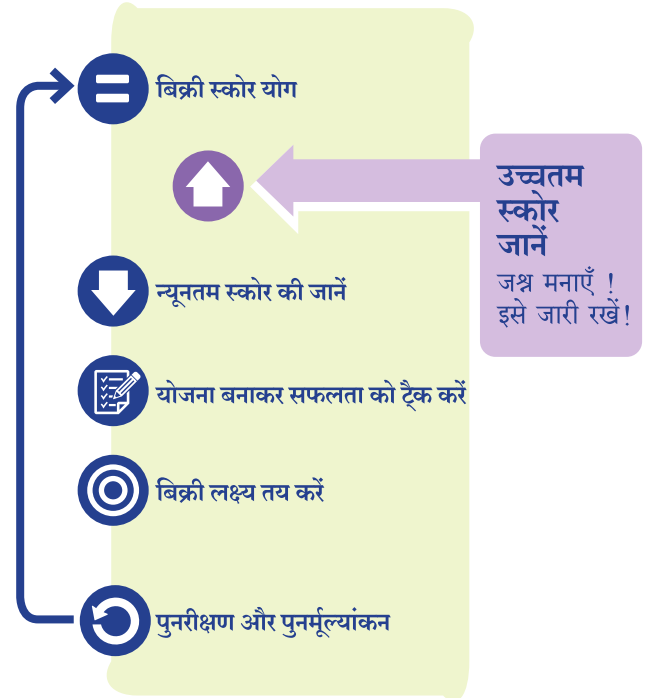 बिक्री स्कोर योग
उच्चतम
स्कोर
जानें
जश्न मनाएँ !
इसे जारी रखें!
न्यूनतम स्कोर की जानें
योजना बनाकर सफलता को ट्रैक करें
बिक्री लक्ष्य तय करें
पुनरीक्षण और पुनर्मूल्यांकन